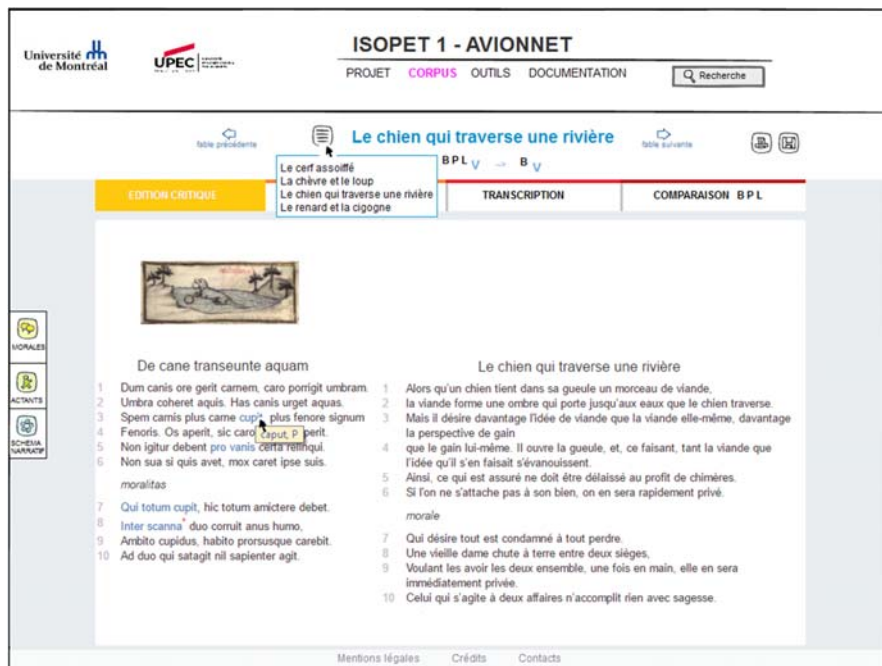 Université
de Montréal
UPEC
ISOPET 1 - AVIONNET
PROJET CORPUS OUTILS DOCUMENTATION
Recherche
fable précédente
Le chien qui traverse une rivière
fable suivante
B P L V -> B V
Le cerf assoiffé
La chèvre et le loup
Le chien qui traverse une rivière
Le renard et la cigogne
EDITION CRITIQUE
TRANSCRIPTION
COMPARAISON B P L
MORALES
ACTANTS
SCHEMA
NARRATIF
De cane transeunte aquam
1 Dum canis ore gerit carnem, caro porrigit umbram.
2 Umbra coheret aquis. Has canis urget aquas.
3 Spem carnis plus carne cupit, plus fenore signum
4 Fenoris. Os aperit, sic caro perit.
caput, P
5 Non igitur debent pro vanis certa relinqui.
6 Non sua si quis avet, mox caret ipse suis.
moralitas
7 Qui totum cupit, hic totum amictere debet.
8 Inter scanna* duo corruit anus humo,
9 Ambito cupidus, habito prorsusque carebit.
10 Ad duo qui satagit nil sapienter agit.
Le chien qui traverse une rivière
1 Alors qu'un chien tient dans sa gueule un morceau de viande,
2 la viande forme une ombre qui porte jusqu'aux eaux que le chien traverse.
3 Mais il désire davantage l'idée de viande que la viande elle-même, davantage
la perspective de gain
4 que le gain lui-même. Il ouvre la gueule, et, ce faisant, tant la viande que
l'idée qu'il s'en faisait s'évanouissent.
5 Ainsi, ce qui est assuré ne doit être délaissé au profit de chimères.
6 Si l'on ne s'attache pas à son bien, on en sera rapidement privé.
morale
7 Qui désire tout est condamné à tout perdre.
8 Une vieille dame chute à terre entre deux sièges,
9 Voulant les avoir les deux ensemble, une fois en main, elle en sera
immédiatement privée.
10 Celui qui s'agite à deux affaires n'accomplit rien avec sagesse.
Mentions légales Crédits Contacts